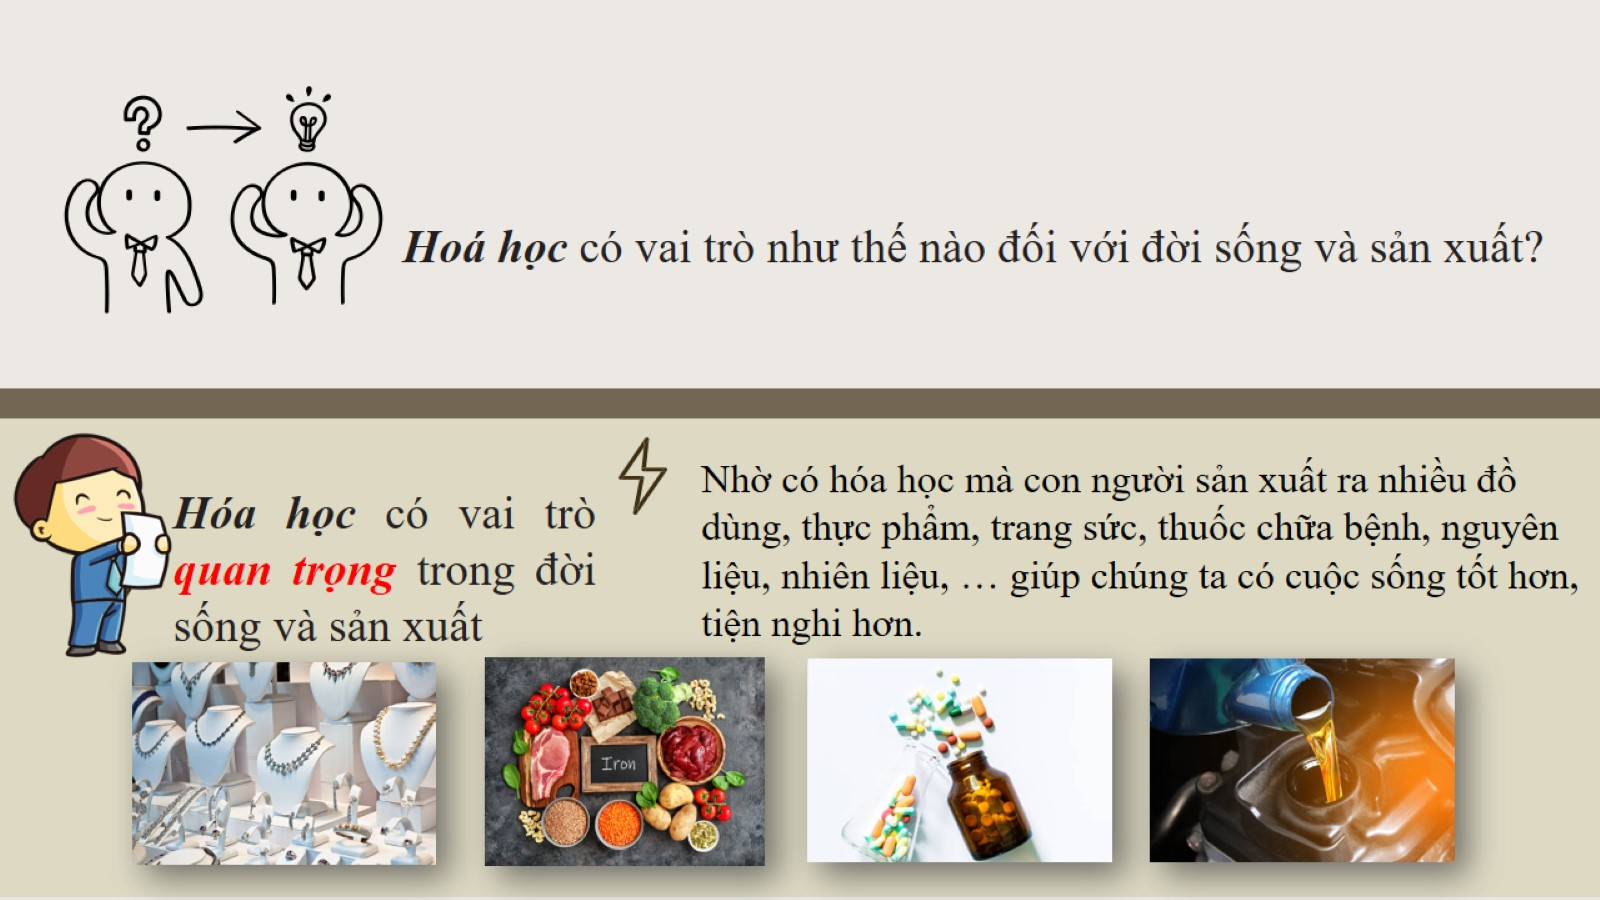 Hoá học có vai trò như thế nào đối với đời sống và sản xuất?
Hóa học có vai trò
quan trọng trong đời
sống và sản xuất
Nhờ có hóa học mà con người sản xuất ra nhiều đồ
dùng, thực phẩm, trang sức, thuốc chữa bệnh, nguyên
liệu, nhiên liệu, … giúp chúng ta có cuộc sống tốt hơn,
tiện nghi hơn.
Iron